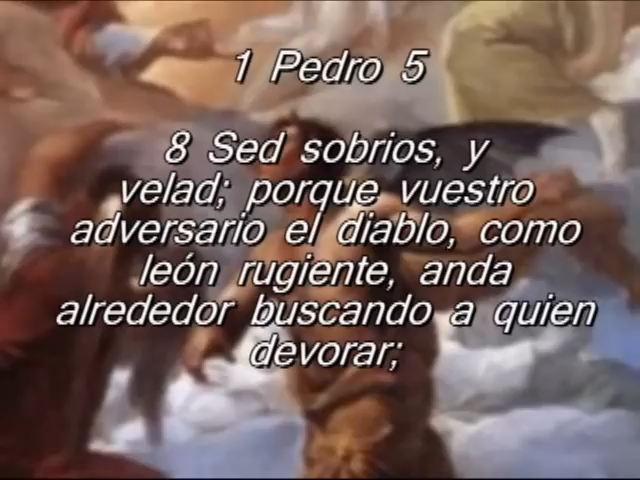 1 Pedro 5
8 Sed sobrios, y
velad; porque vuestro
adversario el diablo, como
león rugiente, anda
alrededor buscando a quien
devorar;